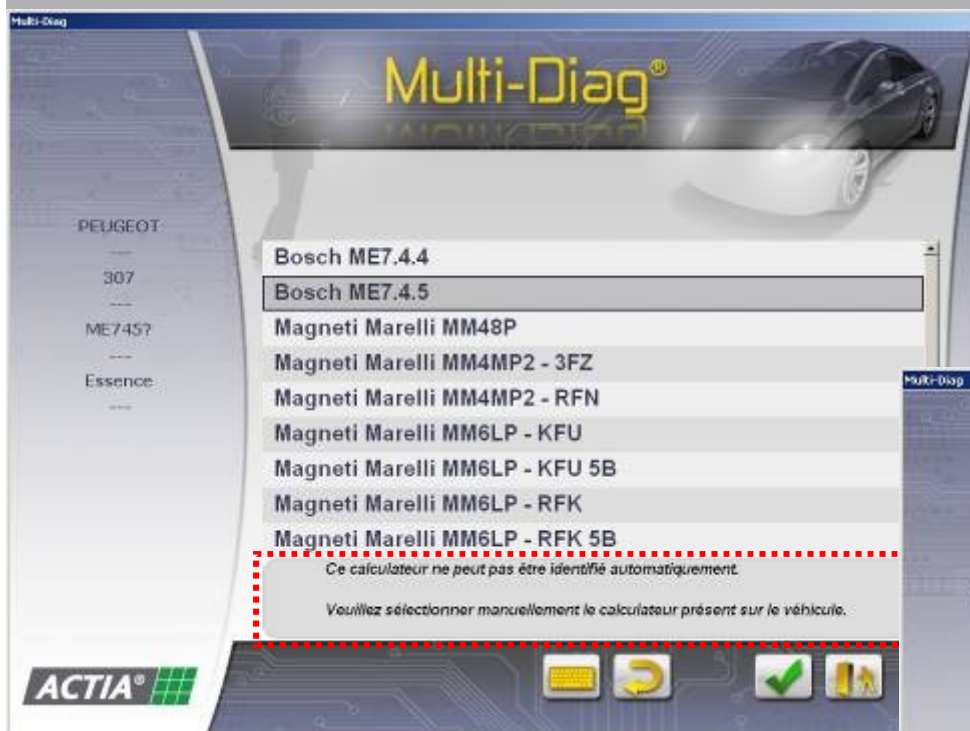 Multi-Diag
Multi-Diag®
PEUGEOT
---
307
---
ME745?
---
Essence
---
Bosch ME7.4.4
Bosch ME7.4.5
Magneti Marelli MM48P
Magneti Marelli MM4MP2 - 3FZ
Magneti Marelli MM4MP2 - RFN
Magneti Marelli MM6LP - KFU
Magneti Marelli MM6LP - KFU 5B
Magneti Marelli MM6LP - RFK
Magneti Marelli MM6LP - RFK 5B
Ce calculateur ne peut pas être identifié automatiquement.
Veuillez sélectionner manuellement le calculateur présent sur le véhicule.
ACTIA®
Multi-Diag